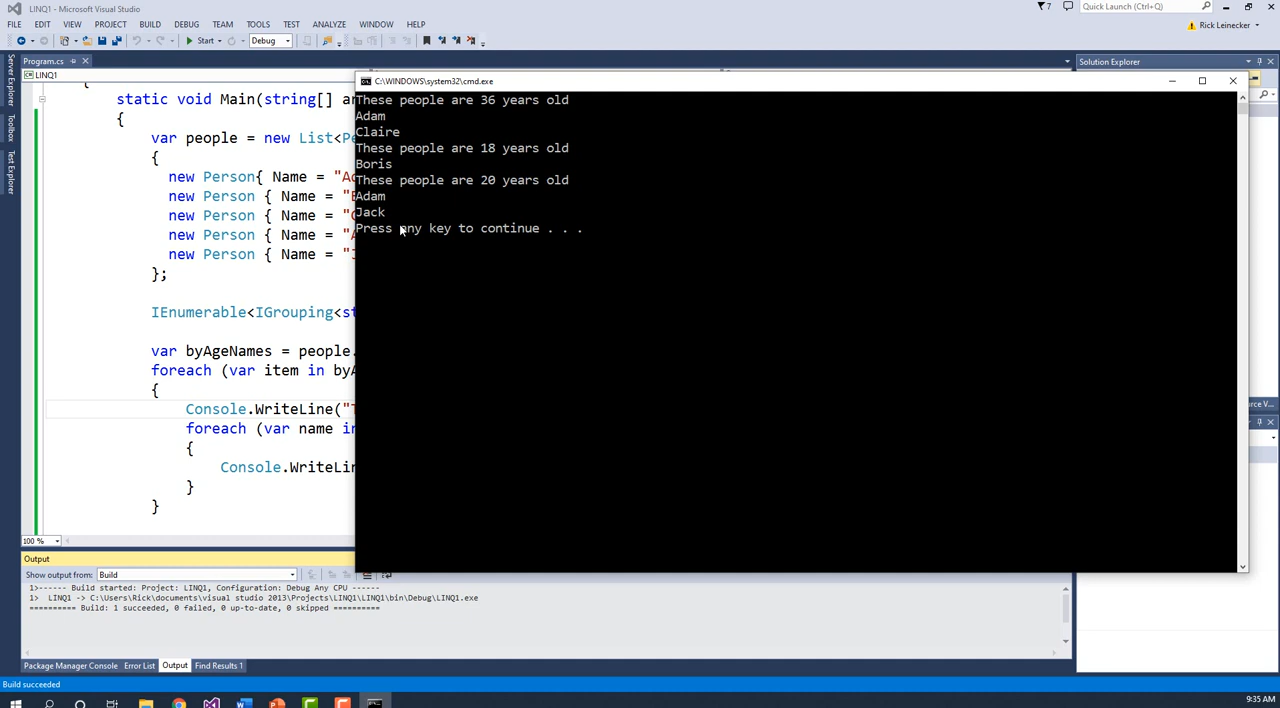 LINQ1 - Microsoft Visual Studio
7
Quick Launch (Ctrl+Q)
FILE EDIT VIEW PROJECT BUILD DEBUG TEAM TOOLS TEST ANALYZE WINDOW HELP
Rick Leinecker
Start
Debug
Server Explorer
Toolbox
Test Explorer
Program.cs
LINQ1
static void Main(string[]
{
var people = new
{
new Person{ Name =
new Person { Name =
new Person { Name =
new Person { Name =
new Person { Name =
};
IEnumerable<IGrouping<
var byAgeNames = people.
foreach (var item in
{
Console.WriteLine("
foreach (var name
{
}
}
100 %
C:\WINDOWS\system32\cmd.exe
These people are 36 years old
Adam
Claire
These people are 18 years old
Boris
These people are 20 years old
Adam
Jack
Press any key to continue . . .
Solution Explorer
Output
Show output from: Build
1>------ Build started: Project: LINQ1, Configuration: Debug Any CPU ------
1> LINQ1 -> C:\Users\Rick\documents\visual studio 2013\Projects\LINQ1\LINQ1\bin\Debug\LINQ1.exe
========== Build: 1 succeeded, 0 failed, 0 up-to-date, 0 skipped ==========
Package Manager Console Error List Output Find Results 1
Build succeeded
9:35 AM